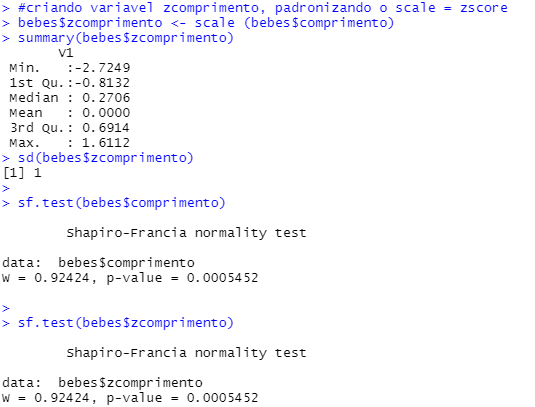 > #criando variavel zcomprimento, padronizando o scale = zscore
> bebes$zcomprimento <- scale (bebes$comprimento)
> summary(bebes$zcomprimento)
       V1
 Min.   :-2.7249
 1st Qu.:-0.8132
 Median : 0.2706
 Mean   : 0.0000
 3rd Qu.: 0.6914
 Max.   : 1.6112
> sd(bebes$zcomprimento)
[1] 1
>
> sf.test(bebes$comprimento)
        Shapiro-Francia normality test
data:  bebes$comprimento
W = 0.92424, p-value = 0.0005452
>
> sf.test(bebes$zcomprimento)
        Shapiro-Francia normality test
data:  bebes$zcomprimento
W = 0.92424, p-value = 0.0005452